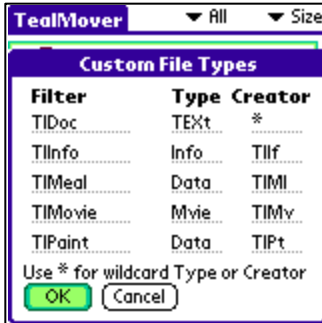 TealMover All Size
Custom File Types
Filter Type Creator
TlDoc TEXt *
TlInfo Info TlIf
TlMeal Data TlMl
TlMovie Mvie TlMv
TlPaint Data TlPt
Use * for wildcard Type or Creator
OK Cancel